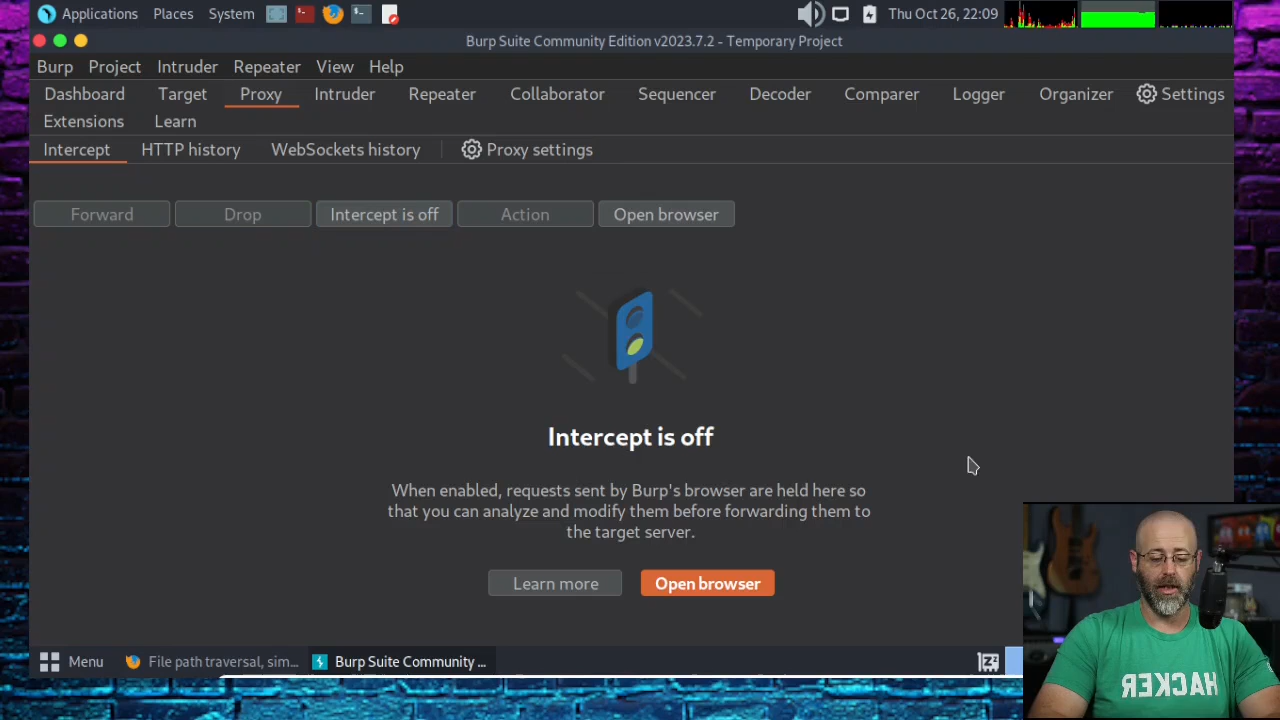 Applications Places System Thu Oct 26, 22:09
Burp Suite Community Edition v2023.7.2 - Temporary Project
Burp Project Intruder Repeater View Help
Dashboard Target Proxy Intruder Repeater Collaborator Sequencer Decoder Comparer Logger Organizer Settings
Extensions Learn
Intercept HTTP history WebSockets history Proxy settings
Forward Drop Intercept is off Action Open browser
Intercept is off
When enabled, requests sent by Burp's browser are held here so
that you can analyze and modify them before forwarding them to
the target server.
Learn more Open browser
Menu File path traversal, sim... Burp Suite Community ...
HACKER